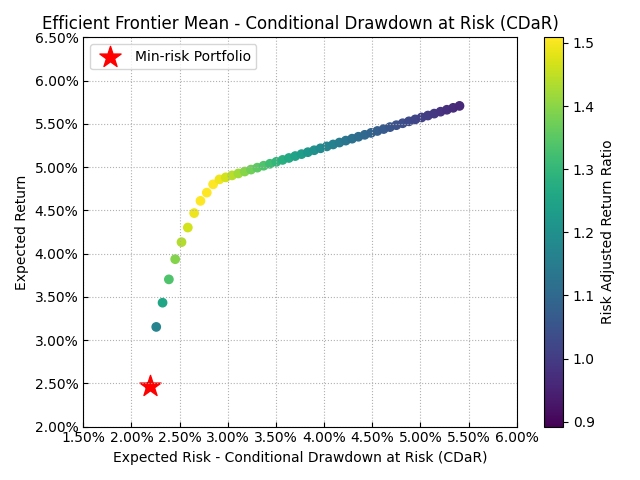 Efficient Frontier Mean - Conditional Drawdown at Risk (CDaR)
Min-risk Portfolio
6.50%
6.00%
5.50%
5.00%
4.50%
4.00%
3.50%
3.00%
2.50%
2.00%
Expected Return
1.50% 2.00% 2.50% 3.00% 3.50% 4.00% 4.50% 5.00% 5.50% 6.00%
Expected Risk - Conditional Drawdown at Risk (CDaR)
1.5
1.4
1.3
1.2
1.1
1.0
0.9
Risk Adjusted Return Ratio